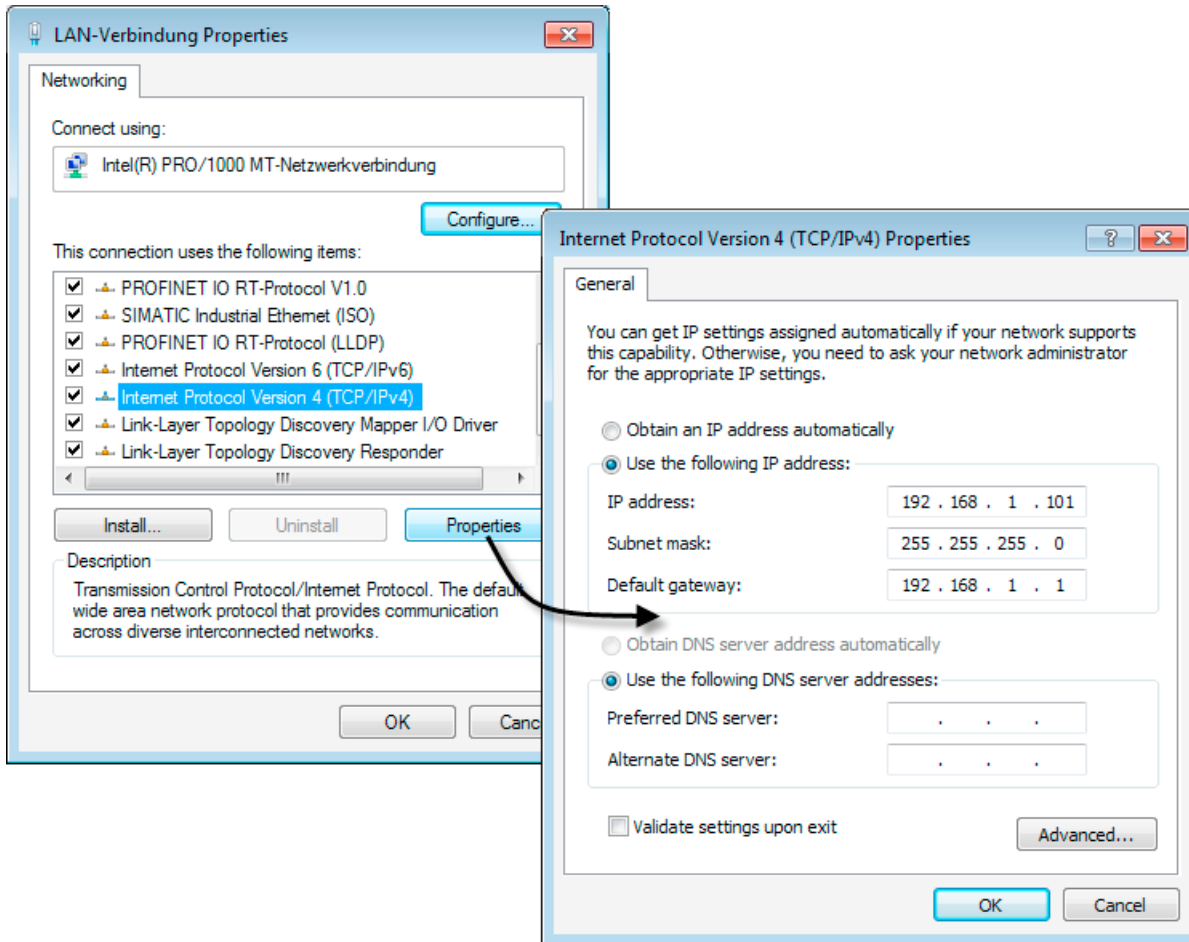 LAN-Verbindung Properties
Networking
Connect using:
Intel(R) PRO/1000 MT-Netzwerkverbindung
Configure...
This connection uses the following items:
PROFINET IO RT-Protocol V1.0
SIMATIC Industrial Ethernet (ISO)
PROFINET IO RT-Protocol (LLDP)
Internet Protocol Version 6 (TCP/IPv6)
Internet Protocol Version 4 (TCP/IPv4)
Link-Layer Topology Discovery Mapper I/O Driver
Link-Layer Topology Discovery Responder
Install...
Uninstall
Properties
Description
Transmission Control Protocol/Internet Protocol. The default
wide area network protocol that provides communication
across diverse interconnected networks.
OK
Internet Protocol Version 4 (TCP/IPv4) Properties
General
You can get IP settings assigned automatically if your network supports
this capability. Otherwise, you need to ask your network administrator
for the appropriate IP settings.
Obtain an IP address automatically
Use the following IP address:
IP address: 192 . 168 . 1 . 101
Subnet mask: 255 . 255 . 255 . 0
Default gateway: 192 . 168 . 1 . 1
Obtain DNS server address automatically
Use the following DNS server addresses:
Preferred DNS server: . . .
Alternate DNS server: . . .
Validate settings upon exit
Advanced...
OK
Cancel